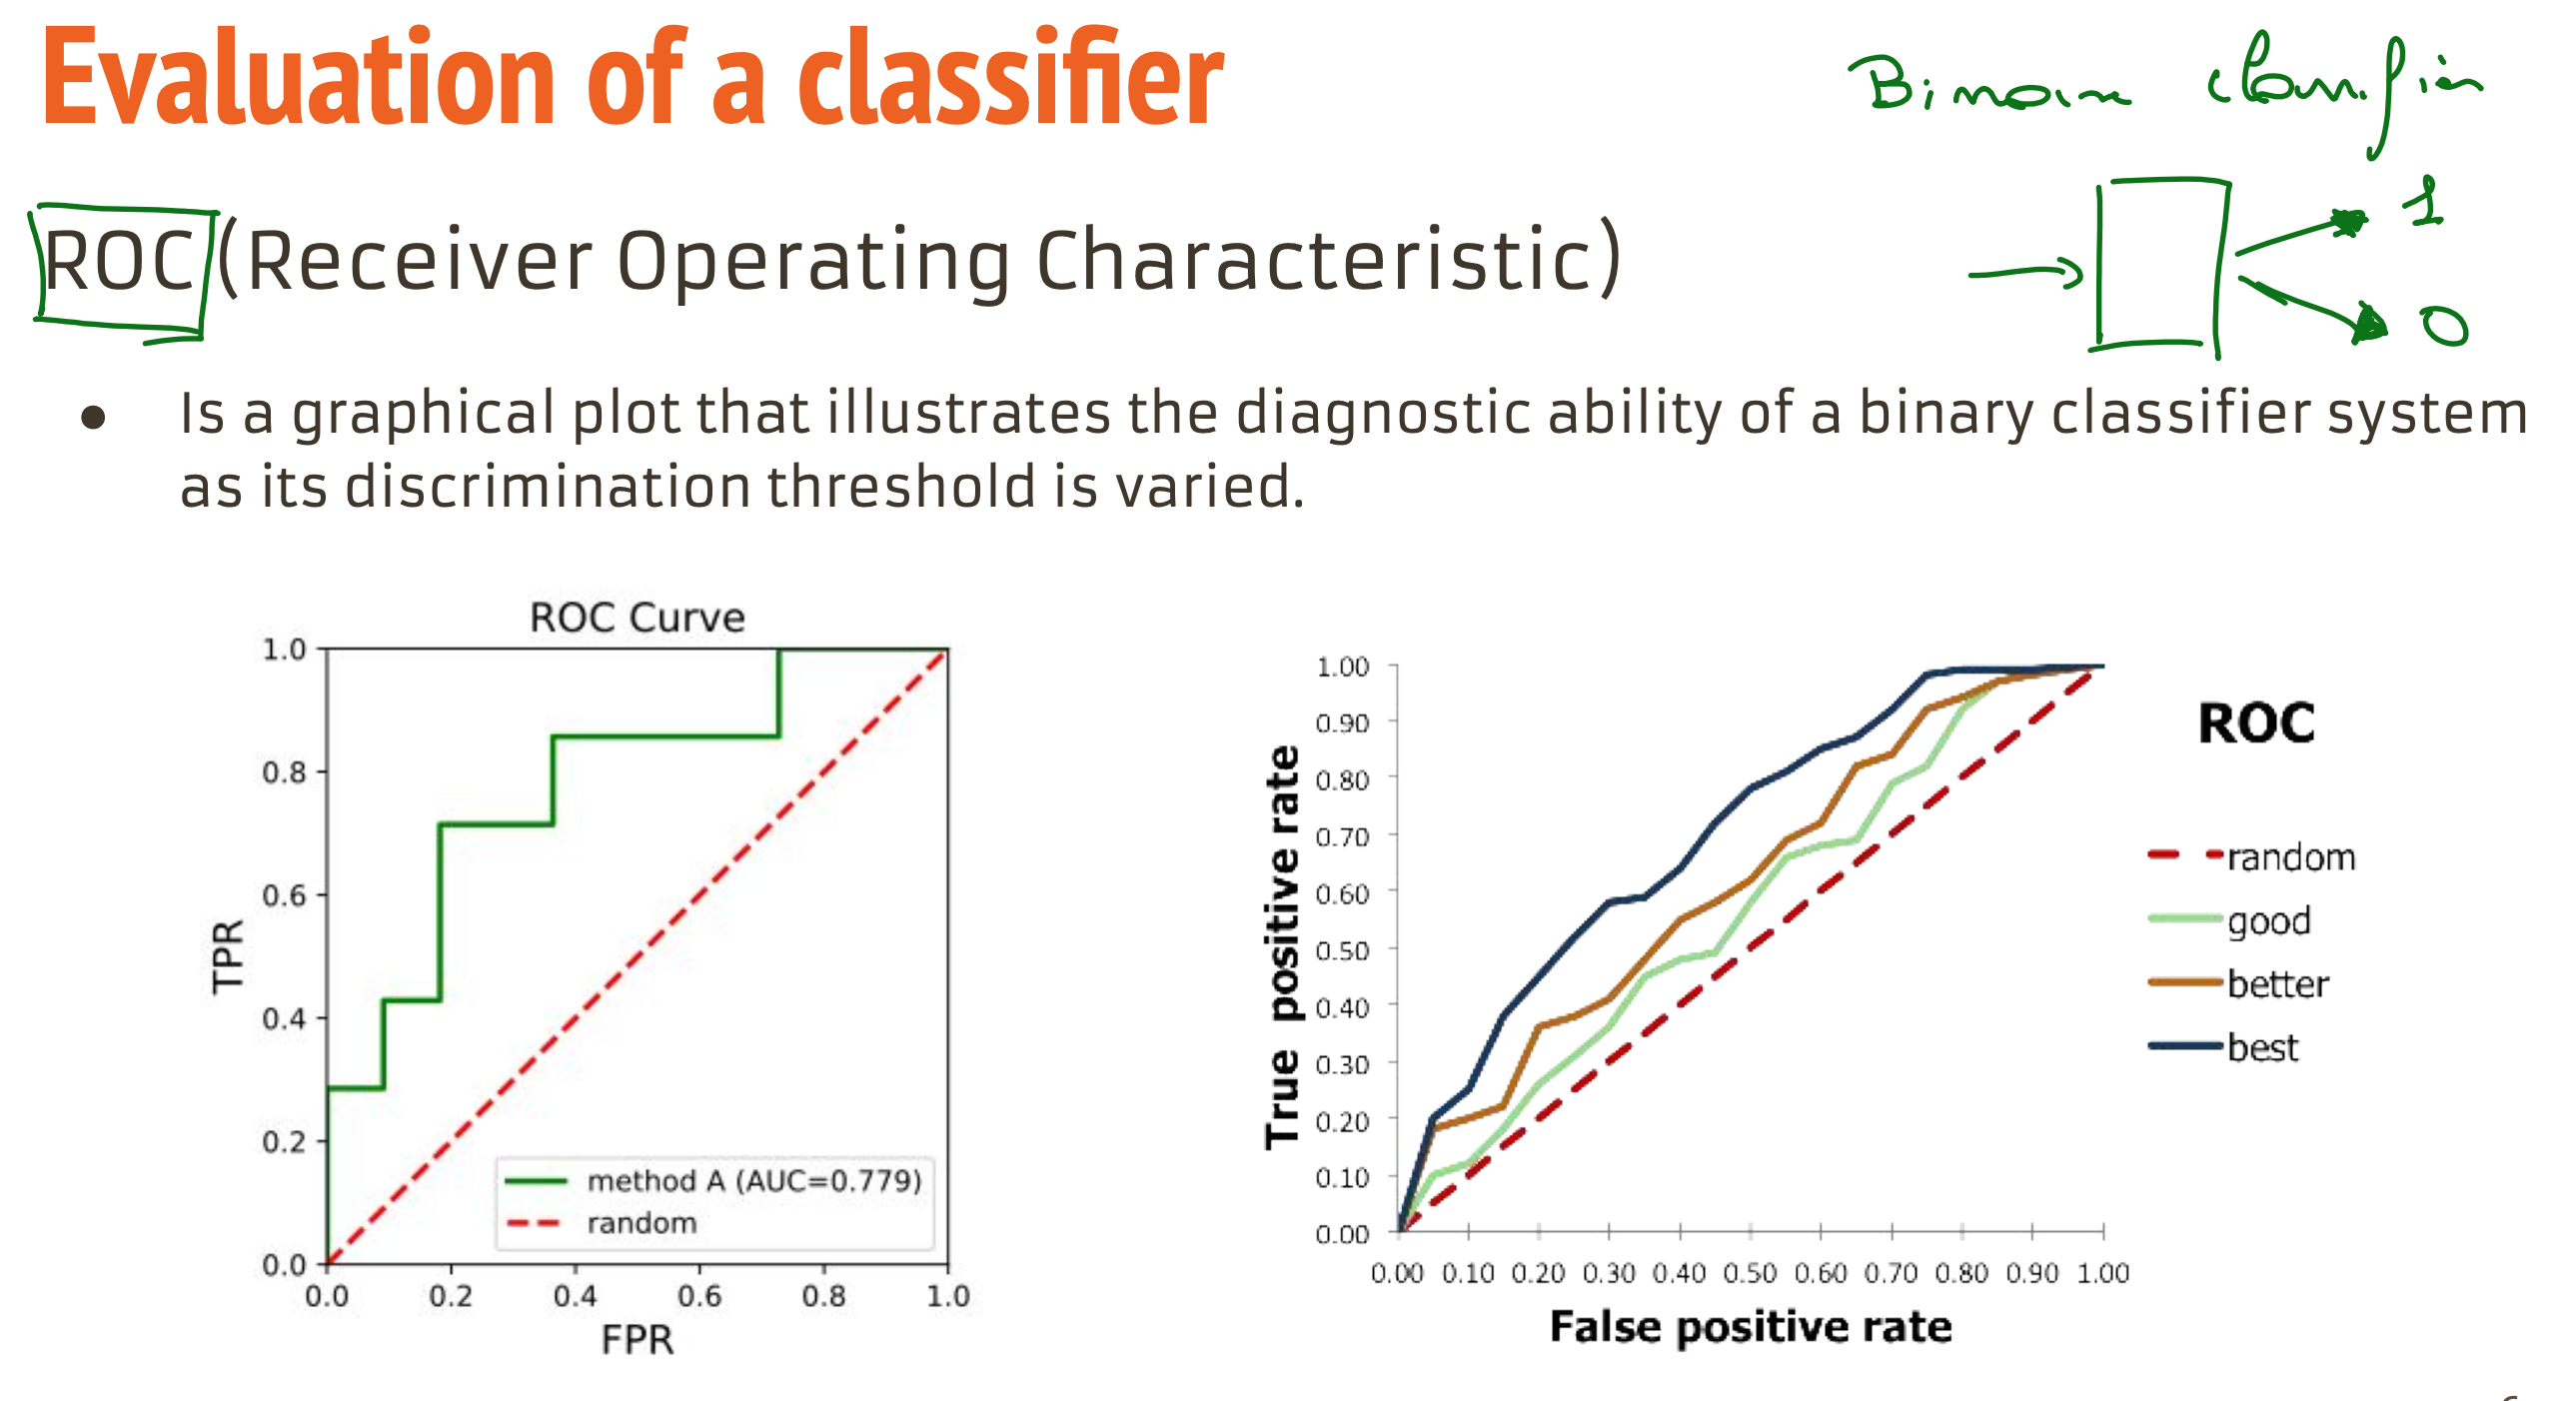 Evaluation of a classifier
ROC (Receiver Operating Characteristic)
1
0
● Is a graphical plot that illustrates the diagnostic ability of a binary classifier system
as its discrimination threshold is varied.
ROC Curve
1.0
0.8
0.6
0.4
0.2
0.0
TPR
0.0 0.2 0.4 0.6 0.8 1.0
FPR
method A (AUC=0.779)
random
1.00
0.90
0.80
0.70
0.60
0.50
0.40
0.30
0.20
0.10
0.00
True positive rate
0.00 0.10 0.20 0.30 0.40 0.50 0.60 0.70 0.80 0.90 1.00
False positive rate
ROC
random
good
better
best